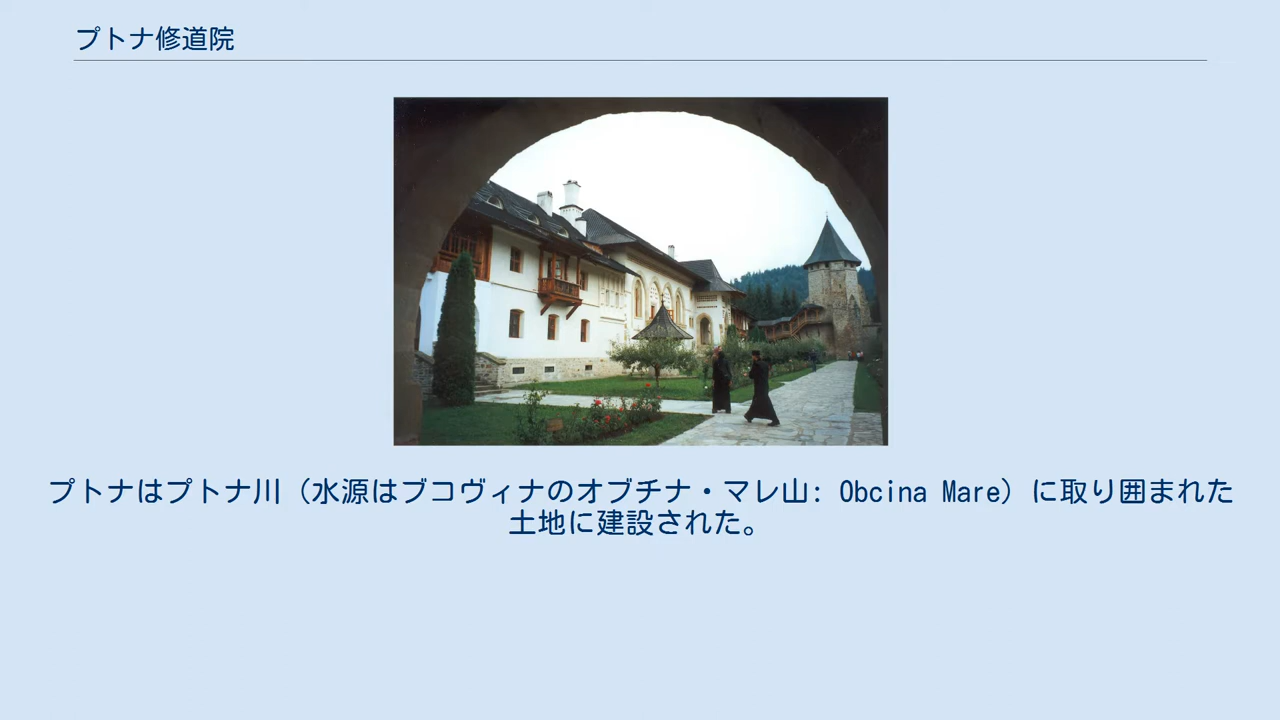 プトナ修道院
プトナはプトナ川（水源はブコヴィナのオブチナ・マレ山: Obcina Mare）に取り囲まれた
土地に建設された。